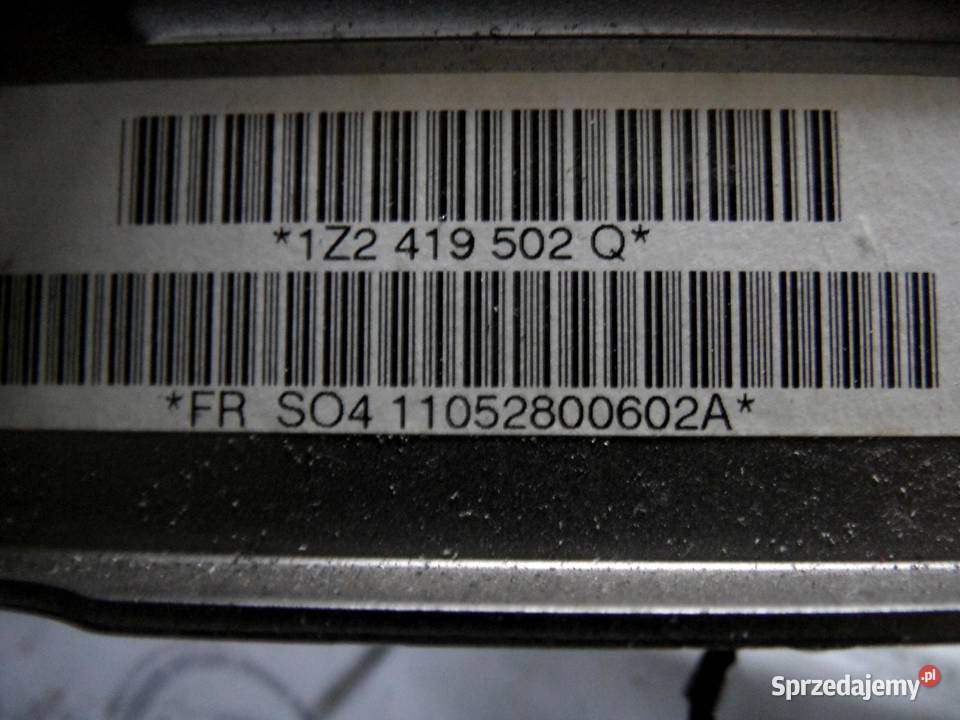 *1Z2 419 502 Q*
*FR SO4 11052800602A*
Sprzedajemy.pl